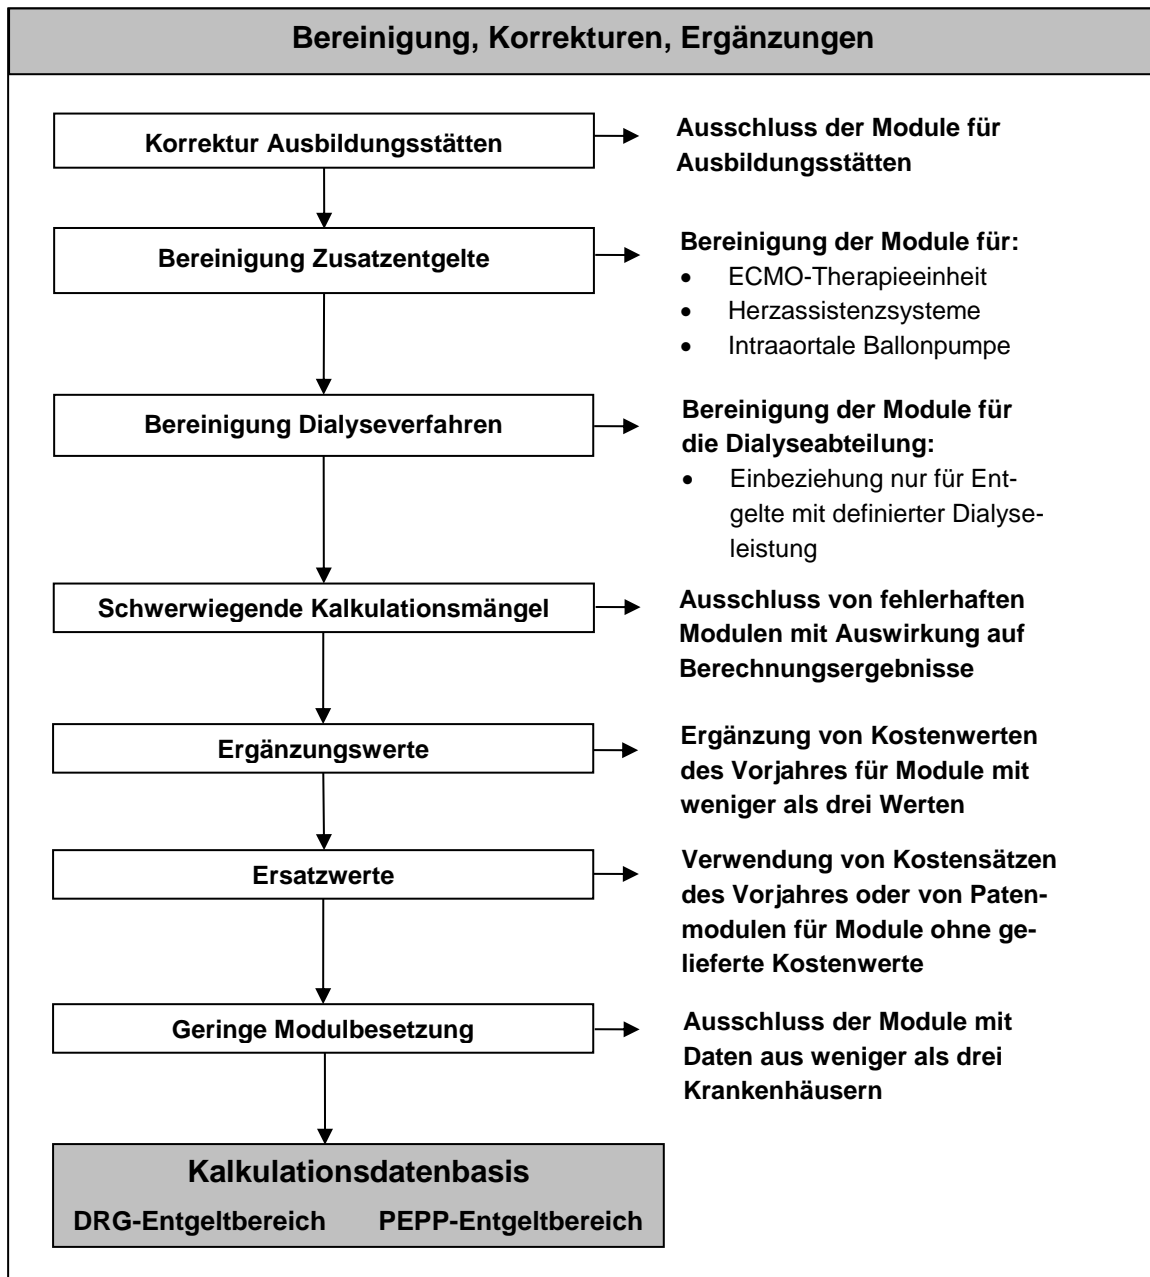 Bereinigung, Korrekturen, Ergänzungen
Korrektur Ausbildungsstätten
Ausschluss der Module für
Ausbildungsstätten
Bereinigung Zusatzentgelte
Bereinigung der Module für:
• ECMO-Therapieeinheit
• Herzassistenzsysteme
• Intraaortale Ballonpumpe
Bereinigung Dialyseverfahren
Bereinigung der Module für
die Dialyseabteilung:
• Einbeziehung nur für Ent-
gelte mit definierter Dialyse-
leistung
Schwerwiegende Kalkulationsmängel
Ausschluss von fehlerhaften
Modulen mit Auswirkung auf
Berechnungsergebnisse
Ergänzungswerte
Ergänzung von Kostenwerten
des Vorjahres für Module mit
weniger als drei Werten
Ersatzwerte
Verwendung von Kostensätzen
des Vorjahres oder von Paten-
modulen für Module ohne ge-
lieferte Kostenwerte
Geringe Modulbesetzung
Ausschluss der Module mit
Daten aus weniger als drei
Krankenhäusern
Kalkulationsdatenbasis
DRG-Entgeltbereich PEPP-Entgeltbereich